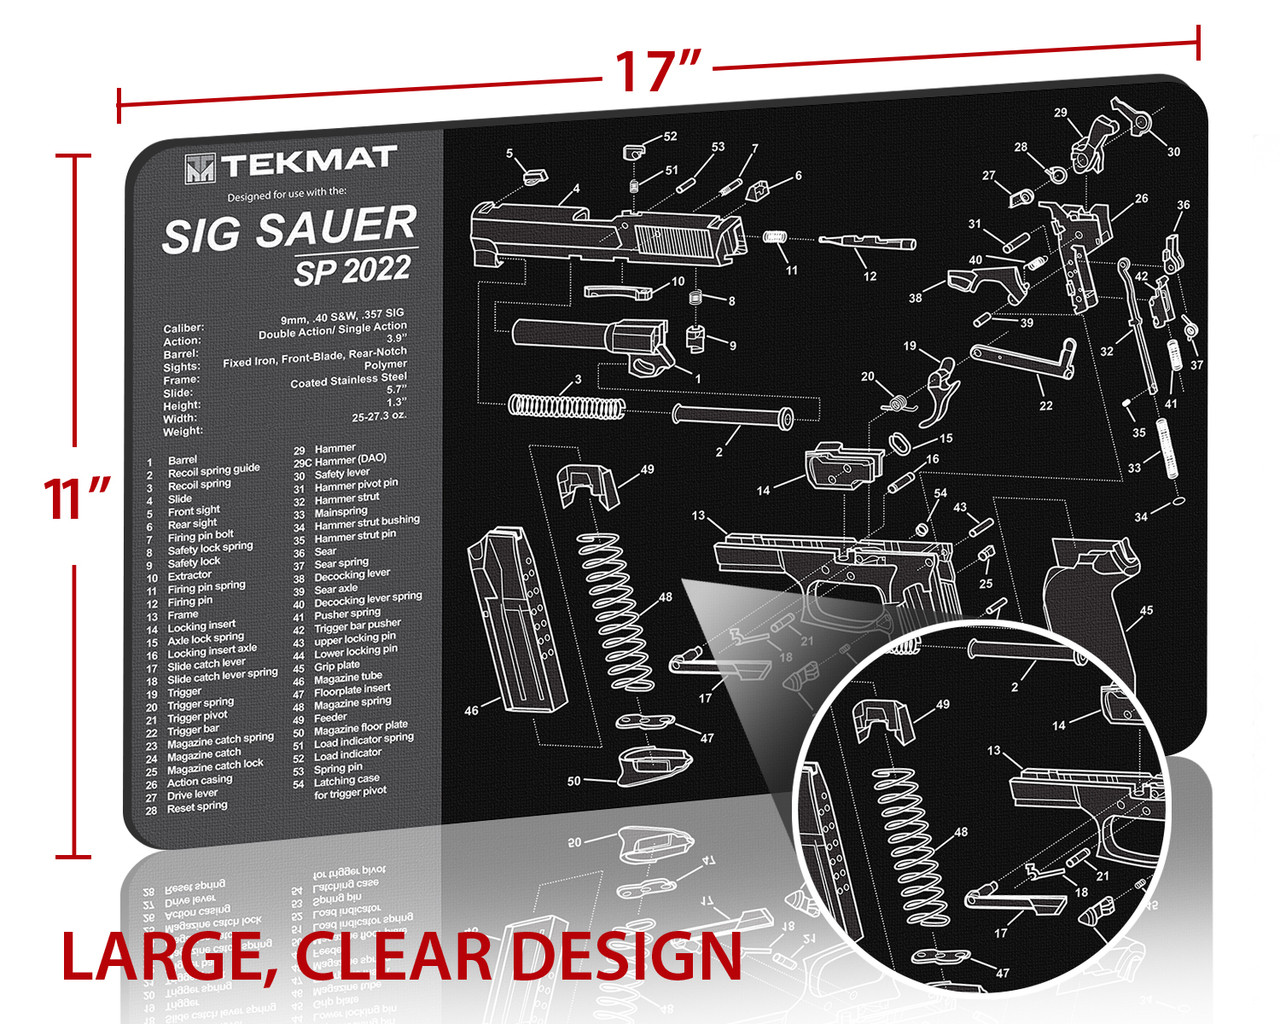 17”
11”
TEKMAT
Designed for use with the:
SIG SAUER
SP 2022
Caliber: 9mm, .40 S&W, .357 SIG
Action: Double Action/ Single Action
Barrel: 3.9"
Sights: Fixed Iron, Front-Blade, Rear-Notch
Frame: Polymer
Slide: Coated Stainless Steel
Height: 5.7"
Width: 1.3"
Weight: 25-27.3 oz.
1 Barrel
2 Recoil spring guide
3 Recoil spring
4 Slide
5 Front sight
6 Rear sight
7 Firing pin bolt
8 Safety lock spring
9 Safety lock
10 Extractor
11 Firing pin spring
12 Firing pin
13 Frame
14 Locking insert
15 Axle lock spring
16 Locking insert axle
17 Slide catch lever
18 Slide catch lever spring
19 Trigger
20 Trigger spring
21 Trigger pivot
22 Trigger bar
23 Magazine catch spring
24 Magazine catch
25 Magazine catch lock
26 Action casing
27 Drive lever
28 Reset spring
29 Hammer
29C Hammer (DAO)
30 Safety lever
31 Hammer pivot pin
32 Hammer strut
33 Mainspring
34 Hammer strut bushing
35 Hammer strut pin
36 Sear
37 Sear spring
38 Decocking lever
39 Sear axle
40 Decocking lever spring
41 Pusher spring
42 Trigger bar pusher
43 upper locking pin
44 Lower locking pin
45 Grip plate
46 Magazine tube
47 Floorplate insert
48 Magazine spring
49 Feeder
50 Magazine floor plate
51 Load indicator spring
52 Load indicator
53 Spring pin
54 Latching case
for trigger pivot
52
53
7
5
51
4
6
11
12
10
8
9
1
3
2
29
30
28
27
26
36
31
40
42
38
39
19
32
37
20
22
41
35
15
16
33
14
54
43
34
13
49
25
48
45
21
18
17
46
47
50
2
49
14
13
48
21
18
17
47
LARGE, CLEAR DESIGN